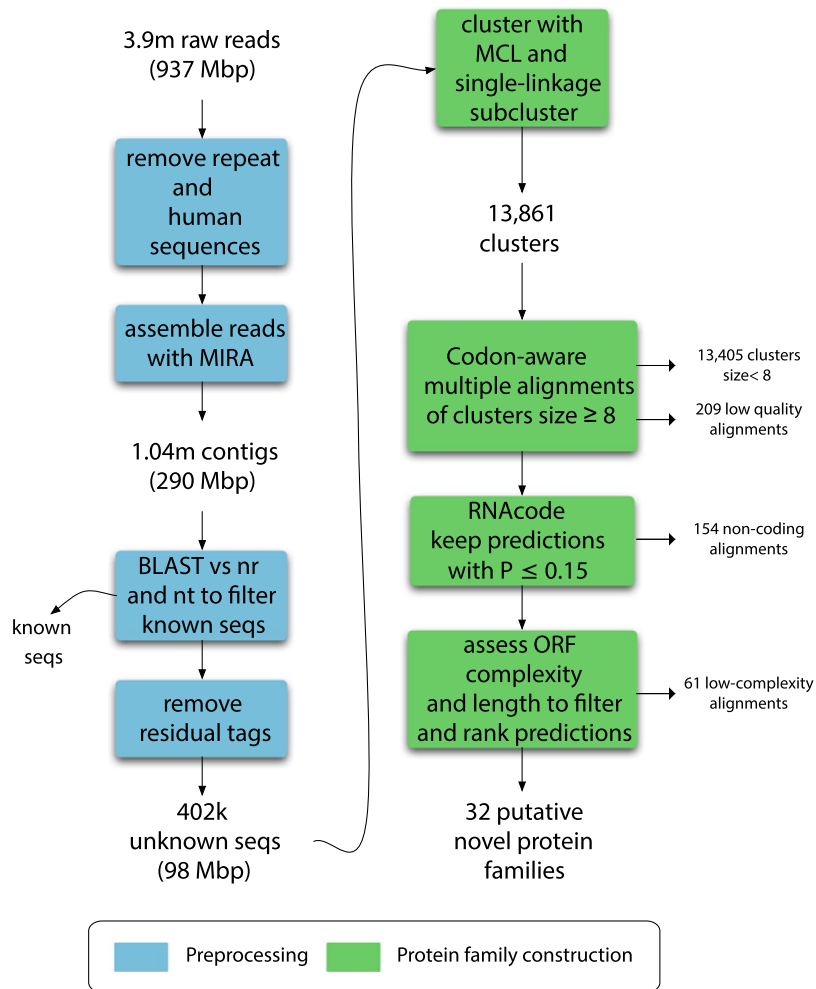 3.9m raw reads
(937 Mbp)
remove repeat
and
human
sequences
assemble reads
with MIRA
1.04m contigs
(290 Mbp)
BLAST vs nr
and nt to filter
known seqs
known
seqs
remove
residual tags
402k
unknown seqs
(98 Mbp)
cluster with
MCL and
single-linkage
subcluster
13,861
clusters
Codon-aware
multiple alignments
of clusters size ≥ 8
13,405 clusters
size< 8
209 low quality
alignments
RNAcode
keep predictions
with P ≤ 0.15
154 non-coding
alignments
assess ORF
complexity
and length to filter
and rank predictions
61 low-complexity
alignments
32 putative
novel protein
families
Preprocessing
Protein family construction